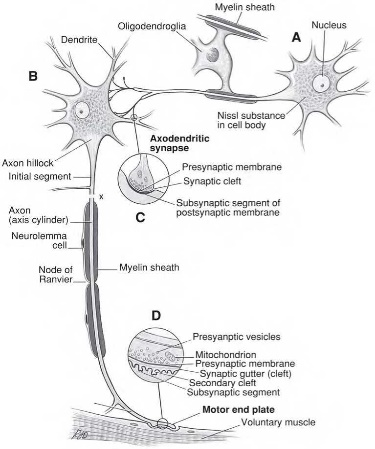 Myelin sheath
Oligodendroglia
Nucleus
A
Dendrite
B
Nissl substance
in cell body
Axodendritic
synapse
Axon hillock
Presynaptic membrane
Initial segment
Synaptic cleft
x
Subsynaptic segment of
postsynaptic membrane
C
Axon
(axis cylinder)
Neurolemma
cell
Node of
Ranvier
Myelin sheath
D
Presyanptic vesicles
Mitochondrion
Presynaptic membrane
Synaptic gutter (cleft)
Secondary cleft
Subsynaptic segment
Motor end plate
Voluntary muscle